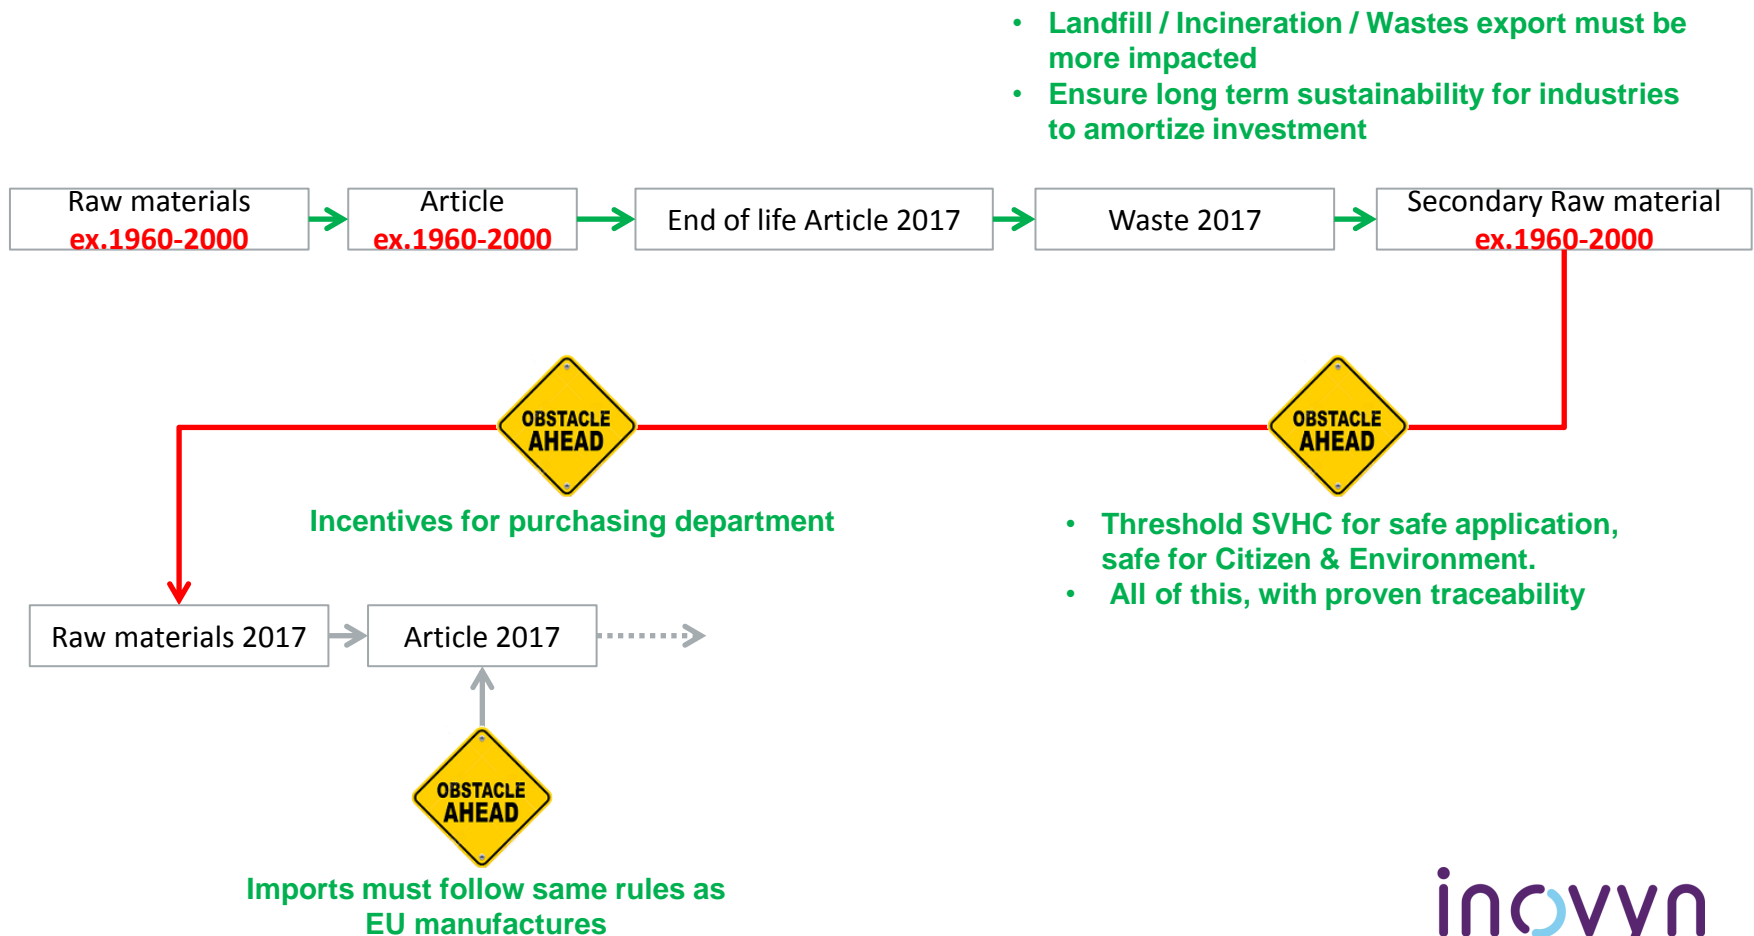 • Landfill / Incineration / Wastes export must be
more impacted
• Ensure long term sustainability for industries
to amortize investment
Raw materials
ex.1960-2000
Article
ex.1960-2000
End of life Article 2017
Waste 2017
Secondary Raw material
ex.1960-2000
OBSTACLE
AHEAD
OBSTACLE
AHEAD
Incentives for purchasing department
• Threshold SVHC for safe application,
safe for Citizen & Environment.
• All of this, with proven traceability
Raw materials 2017
Article 2017
OBSTACLE
AHEAD
Imports must follow same rules as
EU manufactures
inovyn